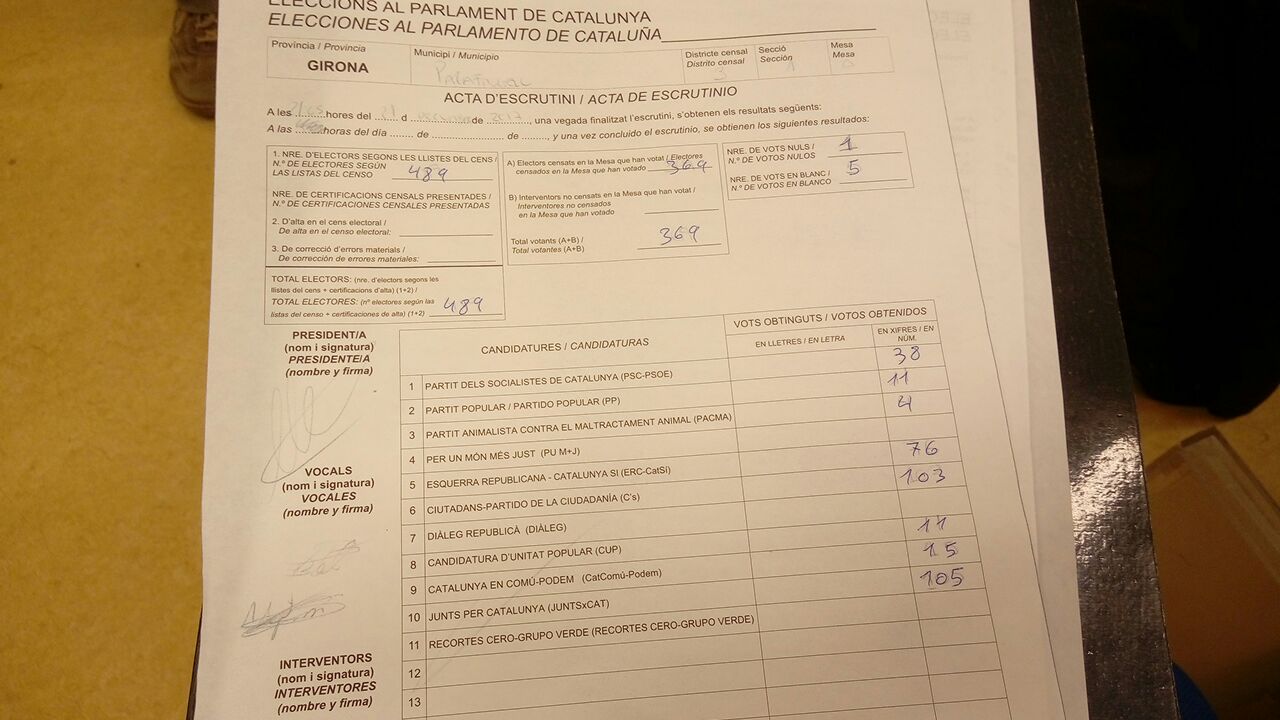 ELECCIONS AL PARLAMENT DE CATALUNYA
ELECCIONES AL PARLAMENTO DE CATALUÑA
Província / Provincia
GIRONA
Municipi / Municipio
Districte censal
Distrito censal
3
Secció
Sección
1
Mesa
Mesa
ACTA D'ESCRUTINI / ACTA DE ESCRUTINIO
A les ........hores del .... 21 .... d ............ de .... 2017 ...., una vegada finalitzat l'escrutini, s'obtenen els resultats següents:
A las ........horas del día ....... de ........................ de ........, y una vez concluido el escrutinio, se obtienen los siguientes resultados:
1. NRE. D'ELECTORS SEGONS LES LLISTES DEL CENS /
N.º DE ELECTORES SEGÚN
LAS LISTAS DEL CENSO 489
NRE. DE CERTIFICACIONS CENSALS PRESENTADES /
N.º DE CERTIFICACIONES CENSALES PRESENTADAS
2. D'alta en el cens electoral /
De alta en el censo electoral:
3. De correcció d'errors materials /
De corrección de errores materiales:
TOTAL ELECTORS: (nre. d'electors segons les
llistes del cens + certificacions d'alta) (1+2) /
TOTAL ELECTORES: (nº electores según las
listas del censo + certificaciones de alta) (1+2) 489
A) Electors censats en la Mesa que han votat / Electores
censados en la Mesa que han votado 369
B) Interventors no censats en la Mesa que han votat /
Interventores no censados
en la Mesa que han votado
Total votants (A+B) /
Total votantes (A+B) 369
NRE. DE VOTS NULS /
N.º DE VOTOS NULOS 1
NRE. DE VOTS EN BLANC /
N.º DE VOTOS EN BLANCO 5
PRESIDENT/A
(nom i signatura)
PRESIDENTE/A
(nombre y firma)
VOCALS
(nom i signatura)
VOCALES
(nombre y firma)
INTERVENTORS
(nom i signatura)
INTERVENTORES
(nombre y firma)
CANDIDATURES / CANDIDATURAS
VOTS OBTINGUTS / VOTOS OBTENIDOS
EN LLETRES / EN LETRA
EN XIFRES / EN
NÚM.
1 PARTIT DELS SOCIALISTES DE CATALUNYA (PSC-PSOE) 38
2 PARTIT POPULAR / PARTIDO POPULAR (PP) 11
3 PARTIT ANIMALISTA CONTRA EL MALTRACTAMENT ANIMAL (PACMA) 4
4 PER UN MÓN MÉS JUST (PU M+J)
5 ESQUERRA REPUBLICANA - CATALUNYA SI (ERC-CatSí) 76
6 CIUTADANS-PARTIDO DE LA CIUDADANÍA (C's) 103
7 DIÀLEG REPUBLICÀ (DIÀLEG)
8 CANDIDATURA D'UNITAT POPULAR (CUP) 11
9 CATALUNYA EN COMÚ-PODEM (CatComú-Podem) 15
10 JUNTS PER CATALUNYA (JUNTSxCAT) 105
11 RECORTES CERO-GRUPO VERDE (RECORTES CERO-GRUPO VERDE)
12
13